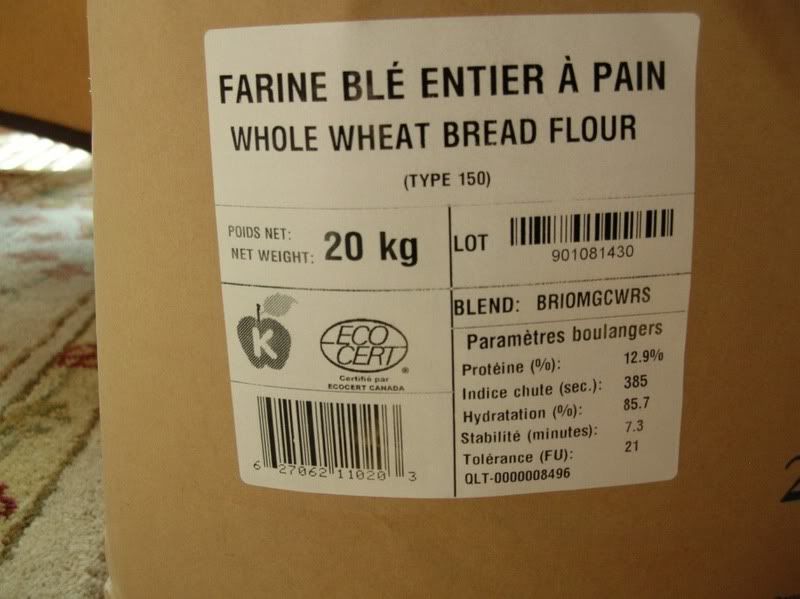 FARINE BLÉ ENTIER À PAIN
WHOLE WHEAT BREAD FLOUR
(TYPE 150)
POIDS NET:
NET WEIGHT: 20 kg
LOT
901081430
BLEND: BRIOMGCWRS
K
ECO
CERT
®
Certifié par
ECOCERT CANADA
6 27062 11020 3
Paramètres boulangers
Protéine (%): 12.9%
Indice chute (sec.): 385
Hydratation (%): 85.7
Stabilité (minutes): 7.3
Tolérance (FU): 21
QLT-0000008496
2